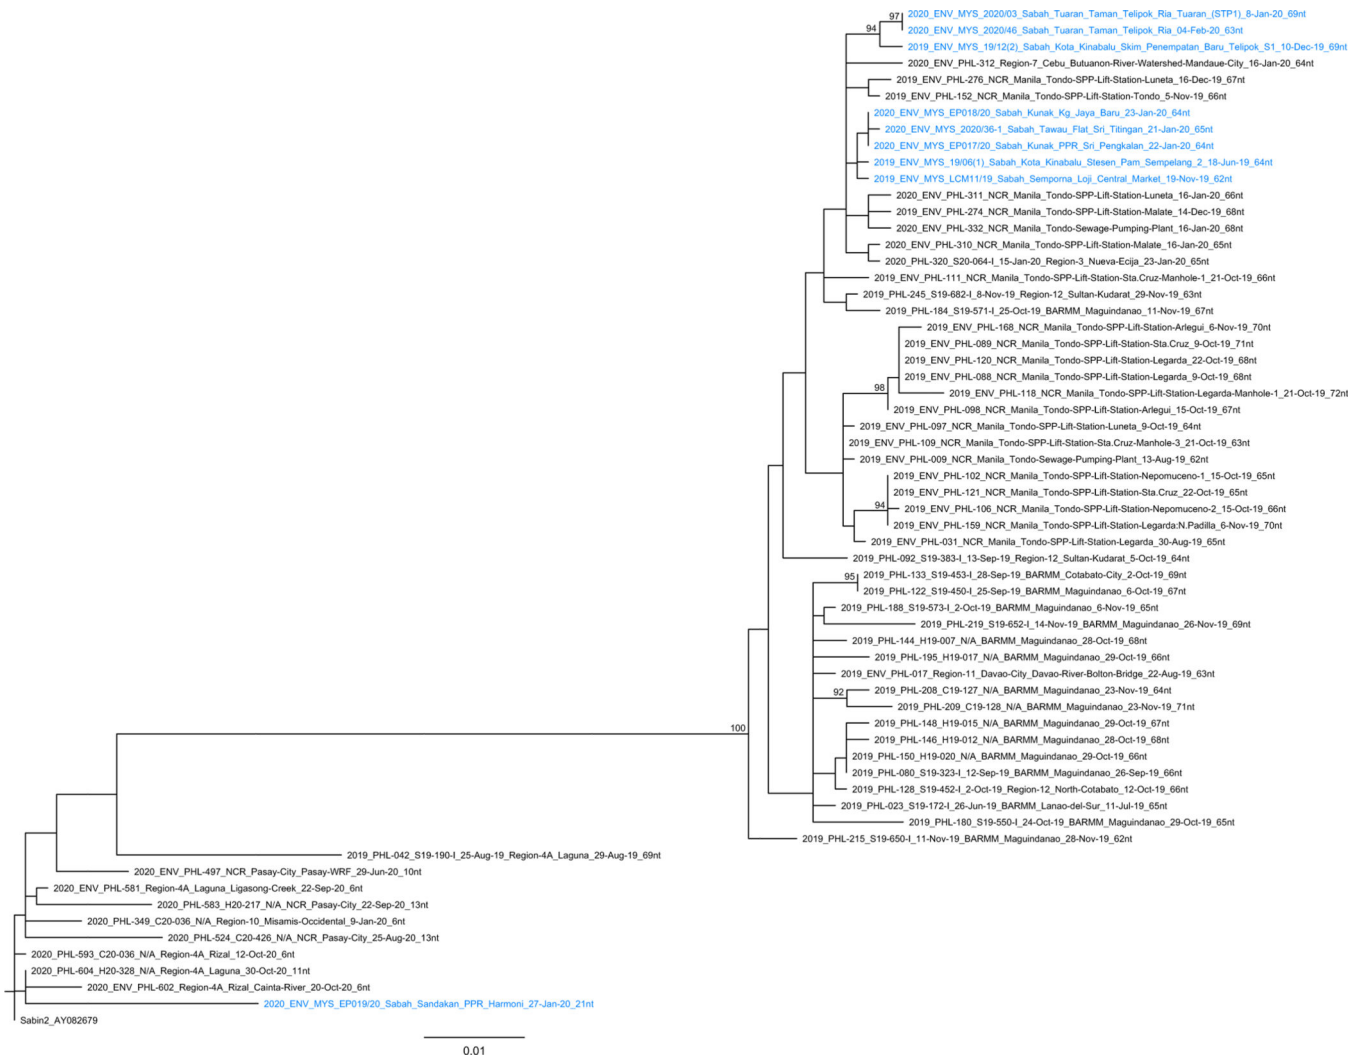 2020_ENV_MYS_2020/03_Sabah_Tuaran_Taman_Telipok_Ria_Tuaran_(STP1)_8-Jan-20_69nt
97
2020_ENV_MYS_2020/46_Sabah_Tuaran_Taman_Telipok_Ria_04-Feb-20_63nt
94
2019_ENV_MYS_19/12(2)_Sabah_Kota_Kinabalu_Skim_Penempatan_Baru_Telipok_S1_10-Dec-19_69nt
2020_ENV_PHL-312_Region-7_Cebu_Butuanon-River-Watershed-Mandaue-City_16-Jan-20_64nt
2019_ENV_PHL-276_NCR_Manila_Tondo-SPP-Lift-Station-Luneta_16-Dec-19_67nt
2019_ENV_PHL-152_NCR_Manila_Tondo-SPP-Lift-Station-Tondo_5-Nov-19_66nt
2020_ENV_MYS_EP018/20_Sabah_Kunak_Kg_Jaya_Baru_23-Jan-20_64nt
2020_ENV_MYS_2020/36-1_Sabah_Tawau_Flat_Sri_Titingan_21-Jan-20_65nt
2020_ENV_MYS_EP017/20_Sabah_Kunak_PPR_Sri_Pengkalan_22-Jan-20_64nt
2019_ENV_MYS_19/06(1)_Sabah_Kota_Kinabalu_Stesen_Pam_Sempelang_2_18-Jun-19_64nt
2019_ENV_MYS_LCM11/19_Sabah_Semporna_Loji_Central_Market_19-Nov-19_62nt
2020_ENV_PHL-311_NCR_Manila_Tondo-SPP-Lift-Station-Luneta_16-Jan-20_66nt
2019_ENV_PHL-274_NCR_Manila_Tondo-SPP-Lift-Station-Malate_14-Dec-19_68nt
2020_ENV_PHL-332_NCR_Manila_Tondo-Sewage-Pumping-Plant_16-Jan-20_68nt
2020_ENV_PHL-310_NCR_Manila_Tondo-SPP-Lift-Station-Malate_16-Jan-20_65nt
2020_PHL-320_S20-064-I_15-Jan-20_Region-3_Nueva-Ecija_23-Jan-20_65nt
2019_ENV_PHL-111_NCR_Manila_Tondo-SPP-Lift-Station-Sta.Cruz-Manhole-1_21-Oct-19_66nt
2019_PHL-245_S19-682-I_8-Nov-19_Region-12_Sultan-Kudarat_29-Nov-19_63nt
2019_PHL-184_S19-571-I_25-Oct-19_BARMM_Maguindanao_11-Nov-19_67nt
2019_ENV_PHL-168_NCR_Manila_Tondo-SPP-Lift-Station-Arlegui_6-Nov-19_70nt
2019_ENV_PHL-089_NCR_Manila_Tondo-SPP-Lift-Station-Sta.Cruz_9-Oct-19_71nt
2019_ENV_PHL-120_NCR_Manila_Tondo-SPP-Lift-Station-Legarda_22-Oct-19_68nt
2019_ENV_PHL-088_NCR_Manila_Tondo-SPP-Lift-Station-Legarda_9-Oct-19_68nt
98
2019_ENV_PHL-118_NCR_Manila_Tondo-SPP-Lift-Station-Legarda-Manhole-1_21-Oct-19_72nt
2019_ENV_PHL-098_NCR_Manila_Tondo-SPP-Lift-Station-Arlegui_15-Oct-19_67nt
2019_ENV_PHL-097_NCR_Manila_Tondo-SPP-Lift-Station-Luneta_9-Oct-19_64nt
2019_ENV_PHL-109_NCR_Manila_Tondo-SPP-Lift-Station-Sta.Cruz-Manhole-3_21-Oct-19_63nt
2019_ENV_PHL-009_NCR_Manila_Tondo-Sewage-Pumping-Plant_13-Aug-19_62nt
2019_ENV_PHL-102_NCR_Manila_Tondo-SPP-Lift-Station-Nepomuceno-1_15-Oct-19_65nt
2019_ENV_PHL-121_NCR_Manila_Tondo-SPP-Lift-Station-Sta.Cruz_22-Oct-19_65nt
94
2019_ENV_PHL-106_NCR_Manila_Tondo-SPP-Lift-Station-Nepomuceno-2_15-Oct-19_66nt
2019_ENV_PHL-159_NCR_Manila_Tondo-SPP-Lift-Station-Legarda:N.Padilla_6-Nov-19_70nt
2019_ENV_PHL-031_NCR_Manila_Tondo-SPP-Lift-Station-Legarda_30-Aug-19_65nt
2019_PHL-092_S19-383-I_13-Sep-19_Region-12_Sultan-Kudarat_5-Oct-19_64nt
95
2019_PHL-133_S19-453-I_28-Sep-19_BARMM_Cotabato-City_2-Oct-19_69nt
2019_PHL-122_S19-450-I_25-Sep-19_BARMM_Maguindanao_6-Oct-19_67nt
2019_PHL-188_S19-573-I_2-Oct-19_BARMM_Maguindanao_6-Nov-19_65nt
2019_PHL-219_S19-652-I_14-Nov-19_BARMM_Maguindanao_26-Nov-19_69nt
2019_PHL-144_H19-007_N/A_BARMM_Maguindanao_28-Oct-19_68nt
2019_PHL-195_H19-017_N/A_BARMM_Maguindanao_29-Oct-19_66nt
2019_ENV_PHL-017_Region-11_Davao-City_Davao-River-Bolton-Bridge_22-Aug-19_63nt
92
2019_PHL-208_C19-127_N/A_BARMM_Maguindanao_23-Nov-19_64nt
2019_PHL-209_C19-128_N/A_BARMM_Maguindanao_23-Nov-19_71nt
2019_PHL-148_H19-015_N/A_BARMM_Maguindanao_29-Oct-19_67nt
100
2019_PHL-146_H19-012_N/A_BARMM_Maguindanao_28-Oct-19_68nt
2019_PHL-150_H19-020_N/A_BARMM_Maguindanao_29-Oct-19_66nt
2019_PHL-080_S19-323-I_12-Sep-19_BARMM_Maguindanao_26-Sep-19_66nt
2019_PHL-128_S19-452-I_2-Oct-19_Region-12_North-Cotabato_12-Oct-19_66nt
2019_PHL-023_S19-172-I_26-Jun-19_BARMM_Lanao-del-Sur_11-Jul-19_65nt
2019_PHL-180_S19-550-I_24-Oct-19_BARMM_Maguindanao_29-Oct-19_65nt
2019_PHL-215_S19-650-I_11-Nov-19_BARMM_Maguindanao_28-Nov-19_62nt
2019_PHL-042_S19-190-I_25-Aug-19_Region-4A_Laguna_29-Aug-19_69nt
2020_ENV_PHL-497_NCR_Pasay-City_Pasay-WRF_29-Jun-20_10nt
2020_ENV_PHL-581_Region-4A_Laguna_Ligasong-Creek_22-Sep-20_6nt
2020_PHL-583_H20-217_N/A_NCR_Pasay-City_22-Sep-20_13nt
2020_PHL-349_C20-036_N/A_Region-10_Misamis-Occidental_9-Jan-20_6nt
2020_PHL-524_C20-426_N/A_NCR_Pasay-City_25-Aug-20_13nt
2020_PHL-593_C20-036_N/A_Region-4A_Rizal_12-Oct-20_6nt
2020_PHL-604_H20-328_N/A_Region-4A_Laguna_30-Oct-20_11nt
2020_ENV_PHL-602_Region-4A_Rizal_Cainta-River_20-Oct-20_6nt
2020_ENV_MYS_EP019/20_Sabah_Sandakan_PPR_Harmoni_27-Jan-20_21nt
Sabin2_AY082679
0.01